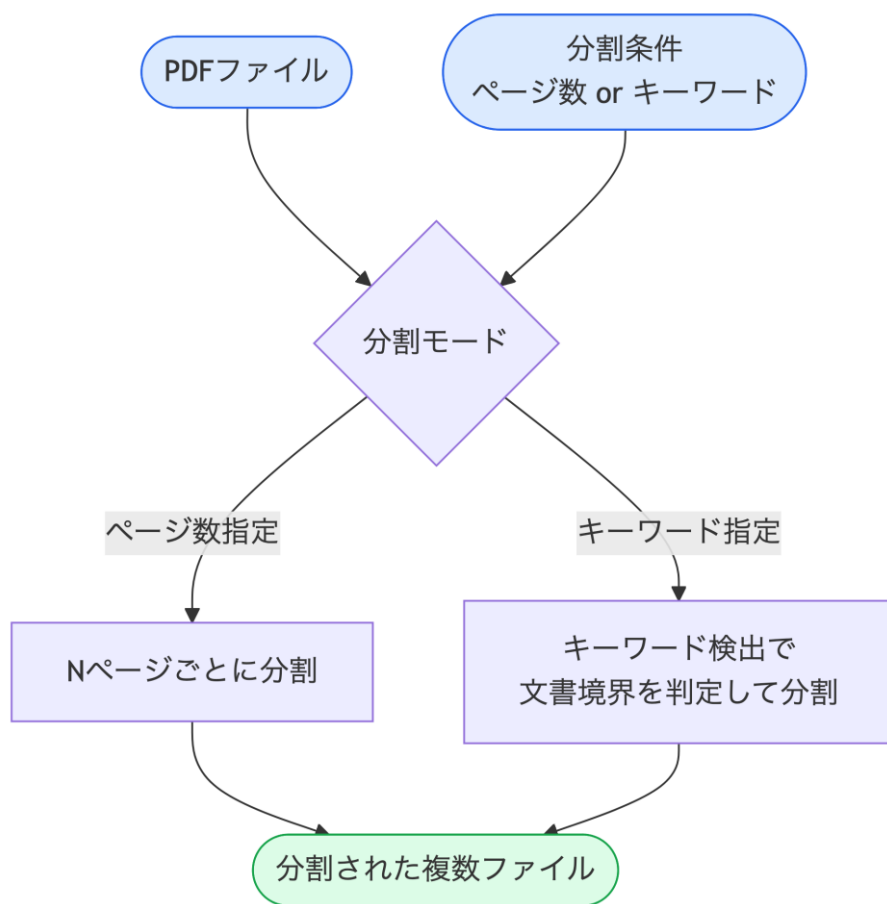 PDFファイル
分割条件
ページ数 or キーワード
分割モード
ページ数指定
キーワード指定
Nページごとに分割
キーワード検出で
文書境界を判定して分割
分割された複数ファイル